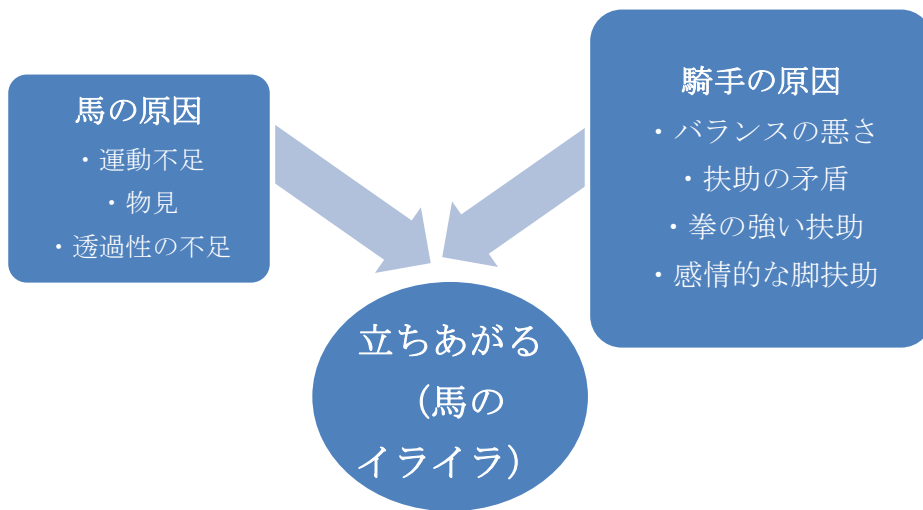 馬の原因
・運動不足
・物見
・透過性の不足
騎手の原因
・バランスの悪さ
・扶助の矛盾
・拳の強い扶助
・感情的な脚扶助
立ちあがる
（馬の
イライラ）